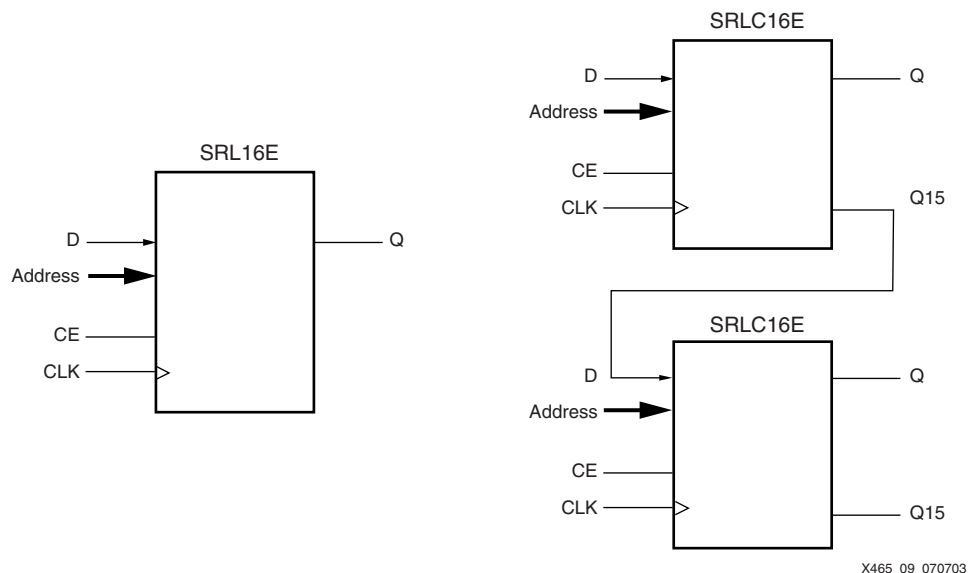 SRL16E
D
Address
CE
CLK
Q
SRLC16E
D
Address
CE
CLK
Q
Q15
SRLC16E
D
Address
CE
CLK
Q
Q15
X465_09_070703